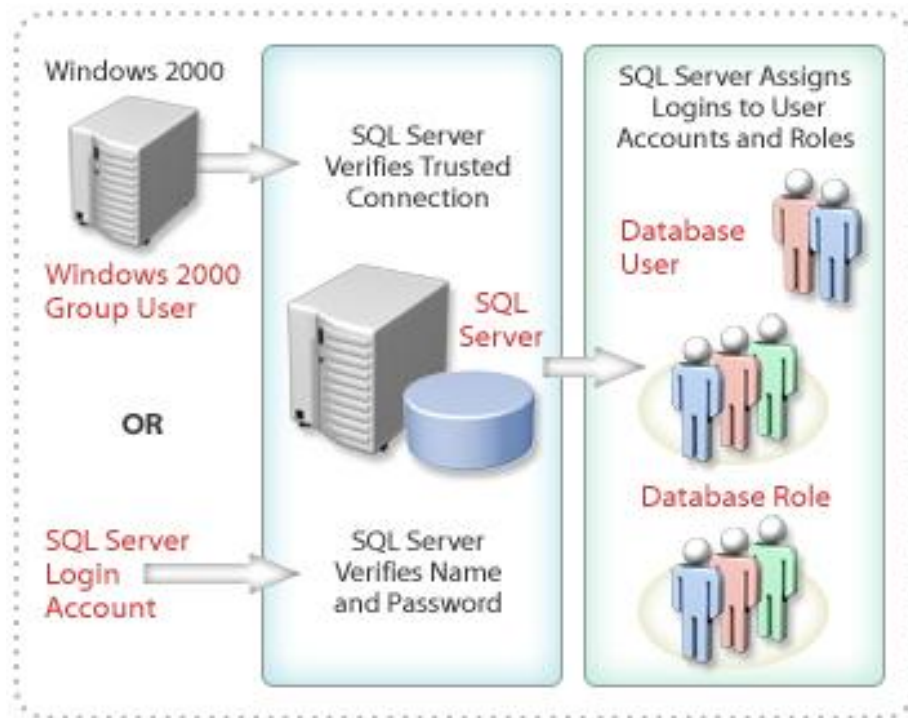 Windows 2000
Windows 2000
Group User
OR
SQL Server
Login
Account
SQL Server
Verifies Trusted
Connection
SQL
Server
SQL Server
Verifies Name
and Password
SQL Server Assigns
Logins to User
Accounts and Roles
Database
User
Database Role